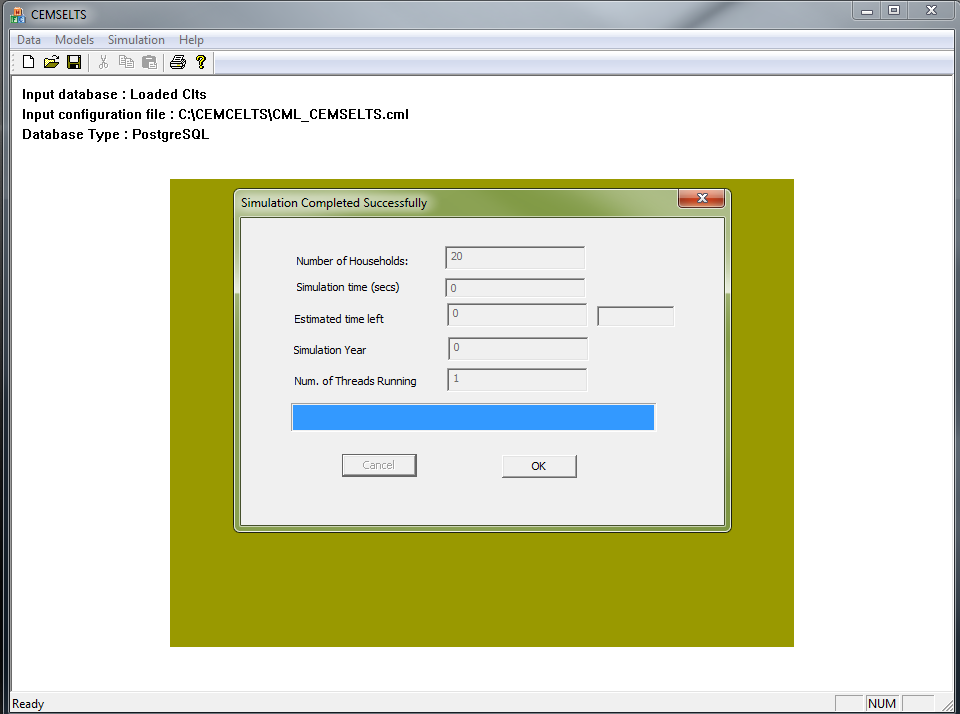 CEMSELTS
Data Models Simulation Help
Input database : Loaded Clts
Input configuration file : C:\CEMCELTS\CML_CEMSELTS.cml
Database Type : PostgreSQL
Simulation Completed Successfully
Number of Households: 20
Simulation time (secs) 0
Estimated time left 0
Simulation Year 0
Num. of Threads Running 1
Cancel OK
Ready NUM